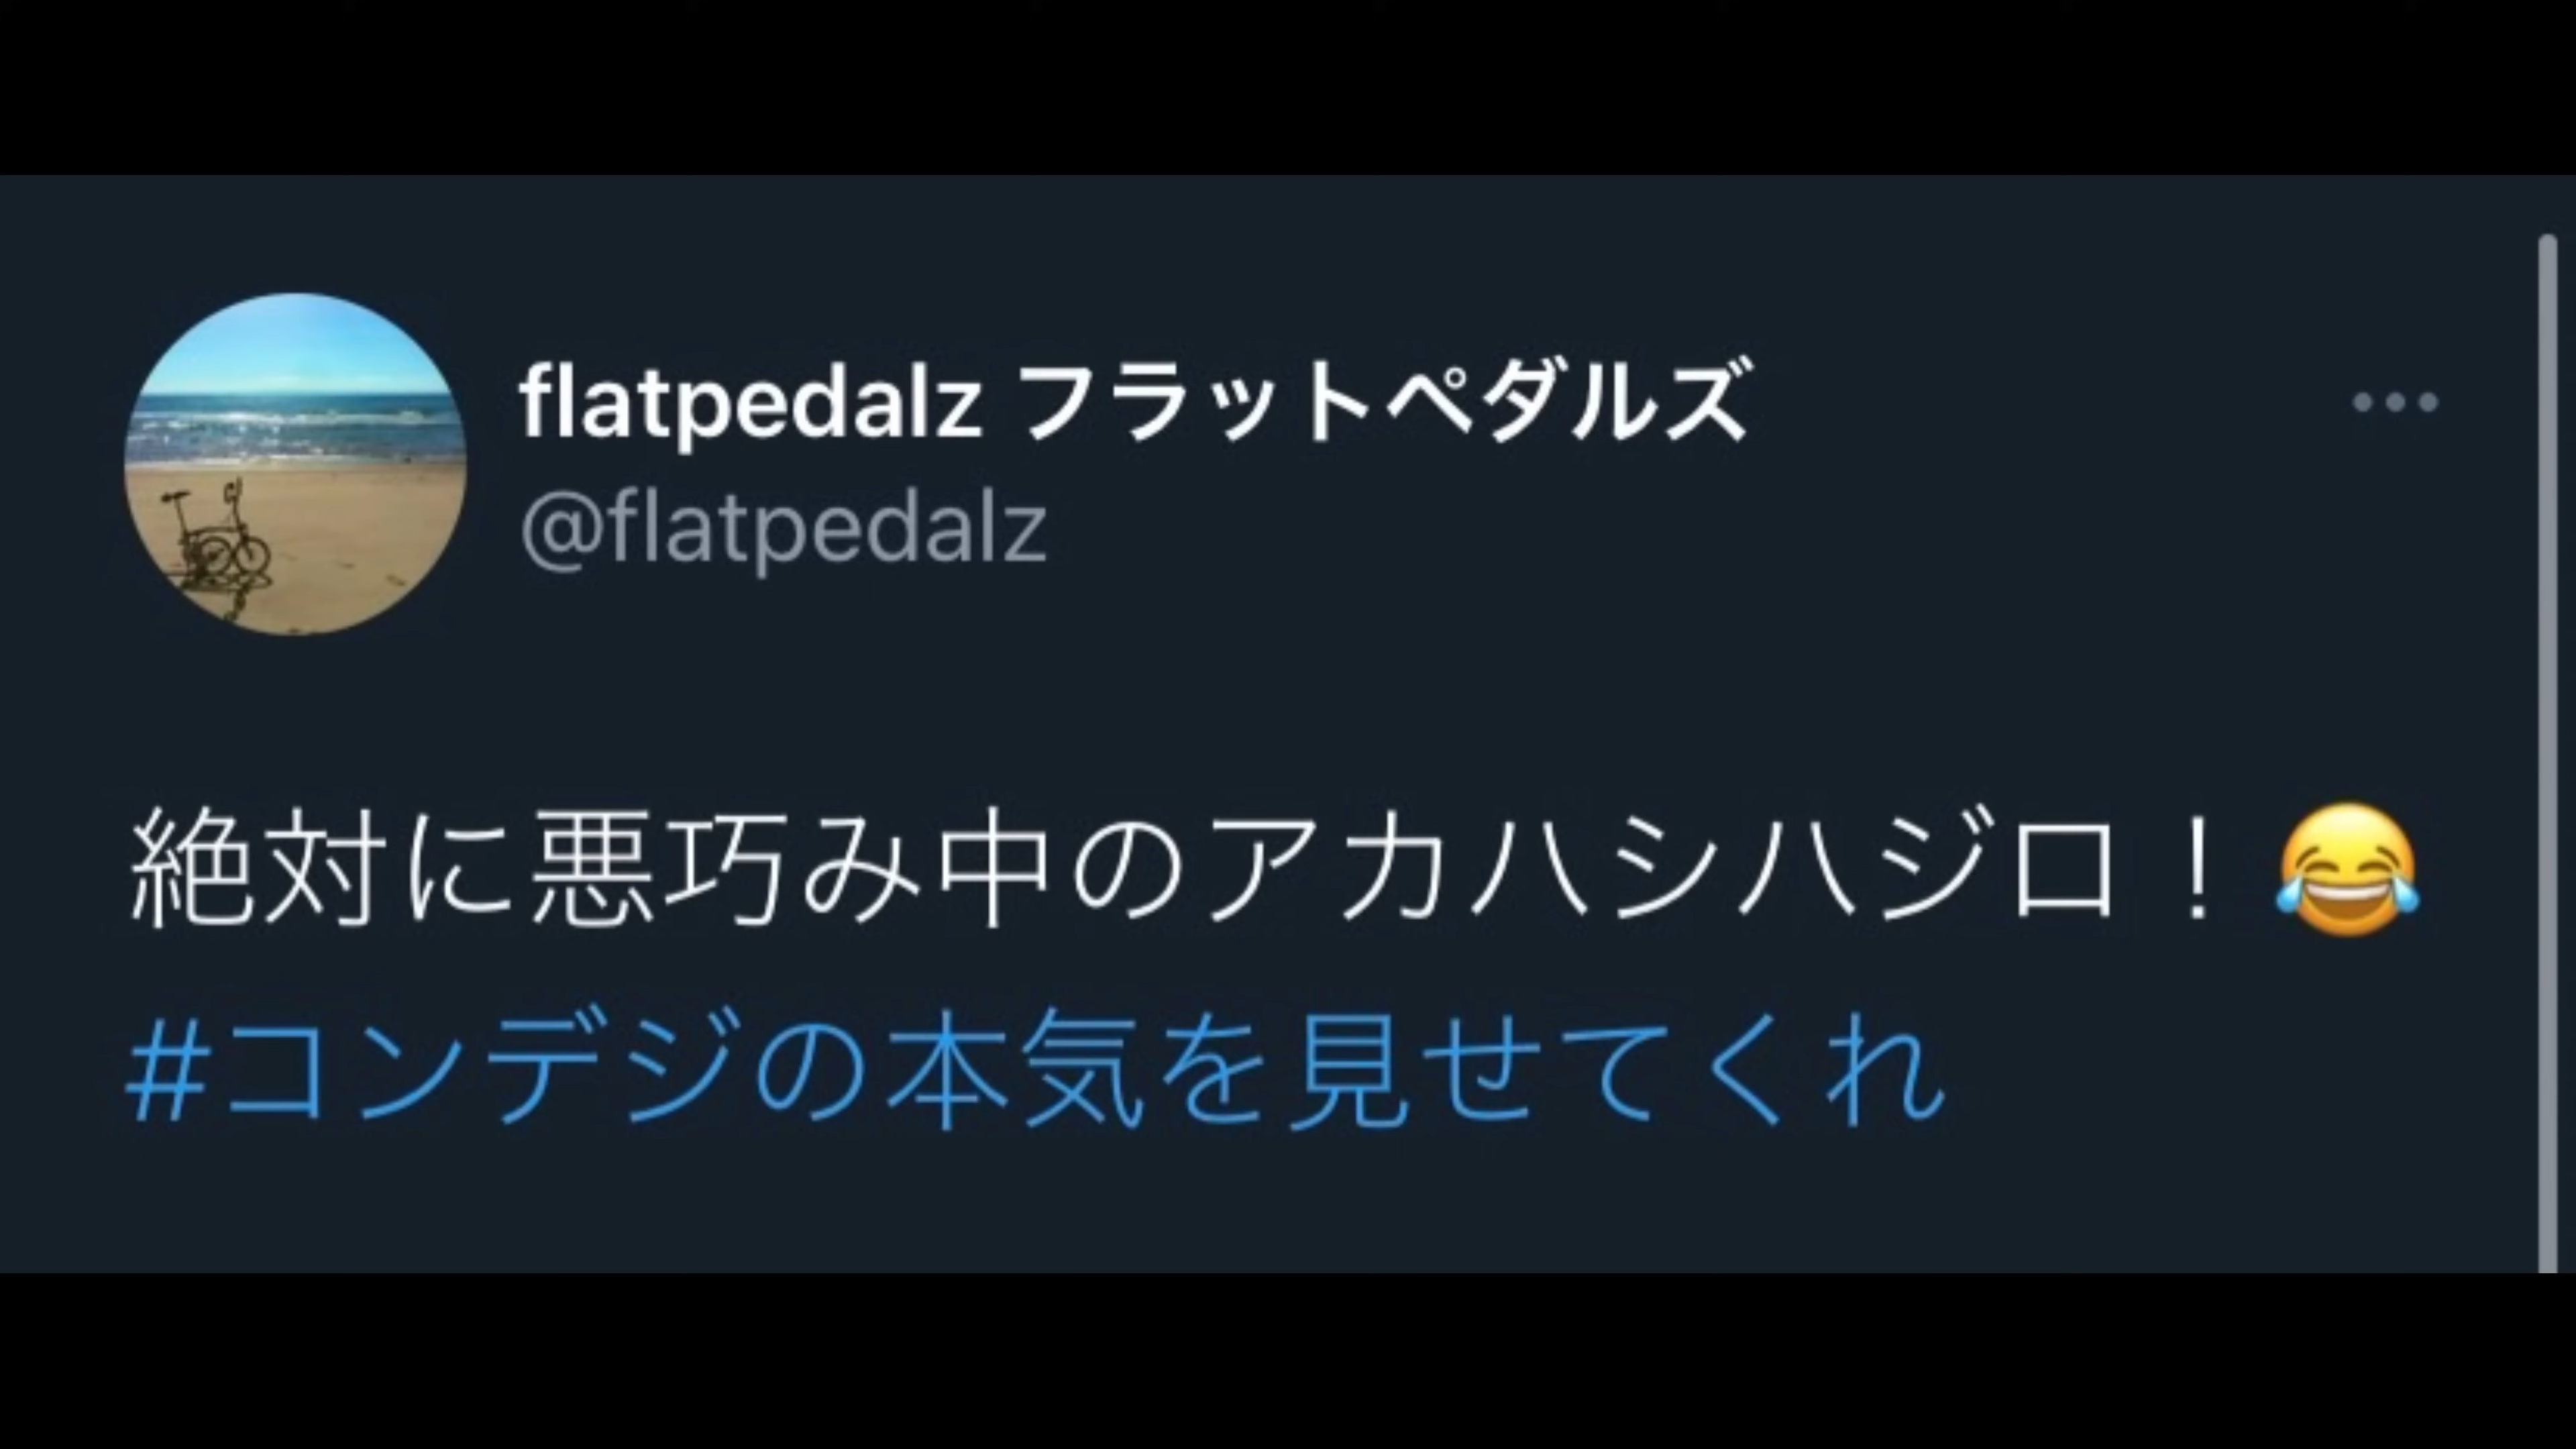 flatpedalz フラットペダルズ
@flatpedalz
絶対に悪巧み中のアカハシハジロ！😂
#コンデジの本気を見せてくれ